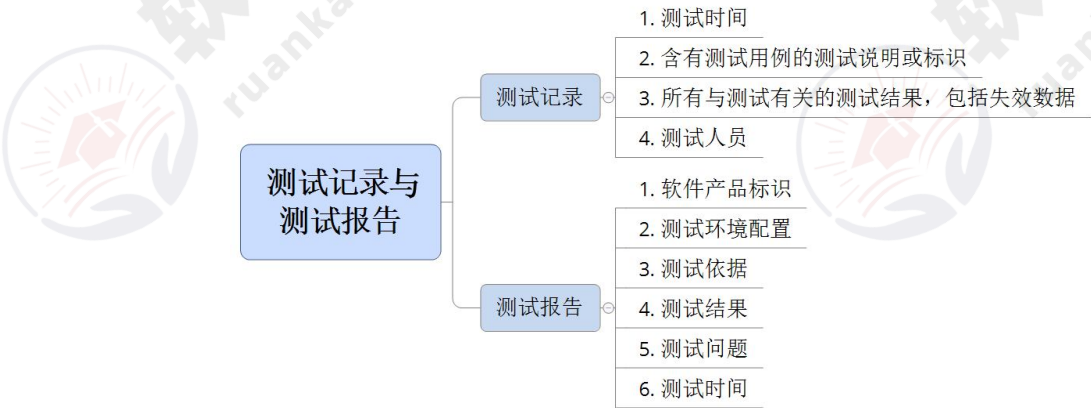 测试记录与
测试报告
测试记录
1. 测试时间
2. 含有测试用例的测试说明或标识
3. 所有与测试有关的测试结果，包括失效数据
4. 测试人员
测试报告
1. 软件产品标识
2. 测试环境配置
3. 测试依据
4. 测试结果
5. 测试问题
6. 测试时间